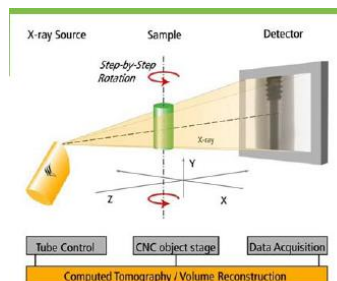 X-ray Source
Sample
Detector
Step-by-Step
Rotation
X-ray
Y
Z
X
Tube Control
CNC object stage
Data Acquisition
Computed Tomography / Volume Reconstruction